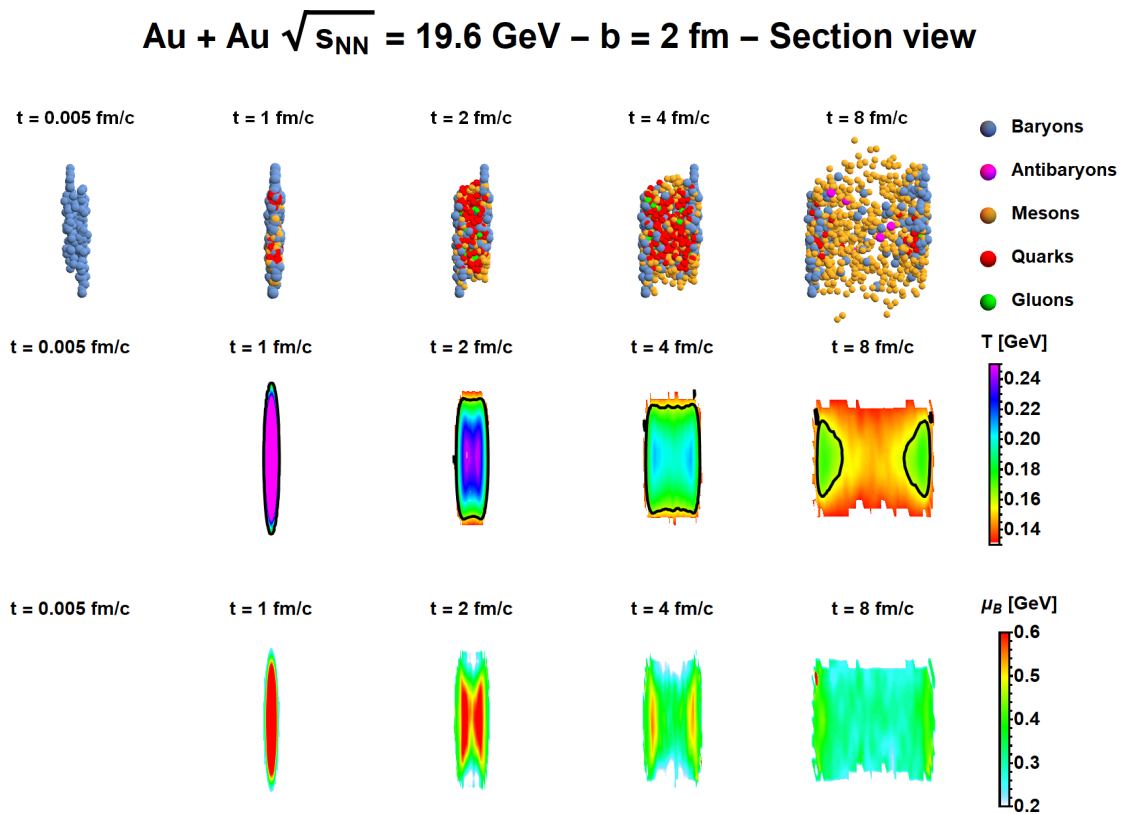 Au + Au √sNN = 19.6 GeV – b = 2 fm – Section view
t = 0.005 fm/c
t = 1 fm/c
t = 2 fm/c
t = 4 fm/c
t = 8 fm/c
Baryons
Antibaryons
Mesons
Quarks
Gluons
t = 0.005 fm/c
t = 1 fm/c
t = 2 fm/c
t = 4 fm/c
t = 8 fm/c
T [GeV]
0.24
0.22
0.20
0.18
0.16
0.14
t = 0.005 fm/c
t = 1 fm/c
t = 2 fm/c
t = 4 fm/c
t = 8 fm/c
μB [GeV]
0.6
0.5
0.4
0.3
0.2